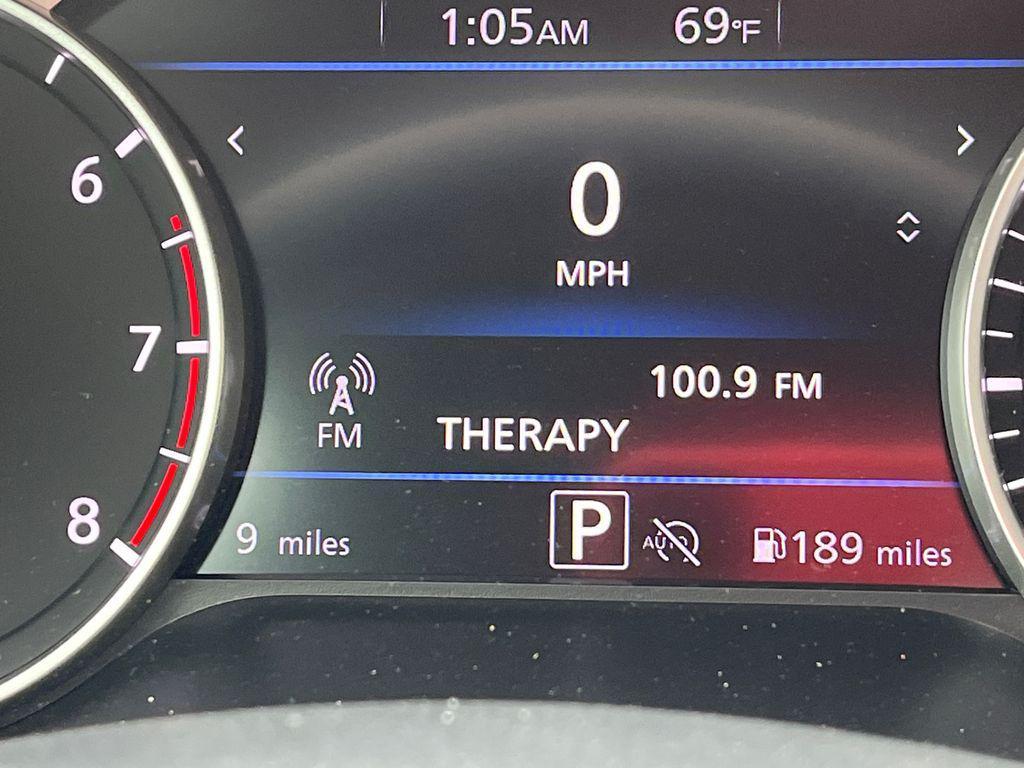 1:05AM 69°F
6
0
MPH
7
100.9 FM
FM THERAPY
8
9 miles P AUTO 189 miles